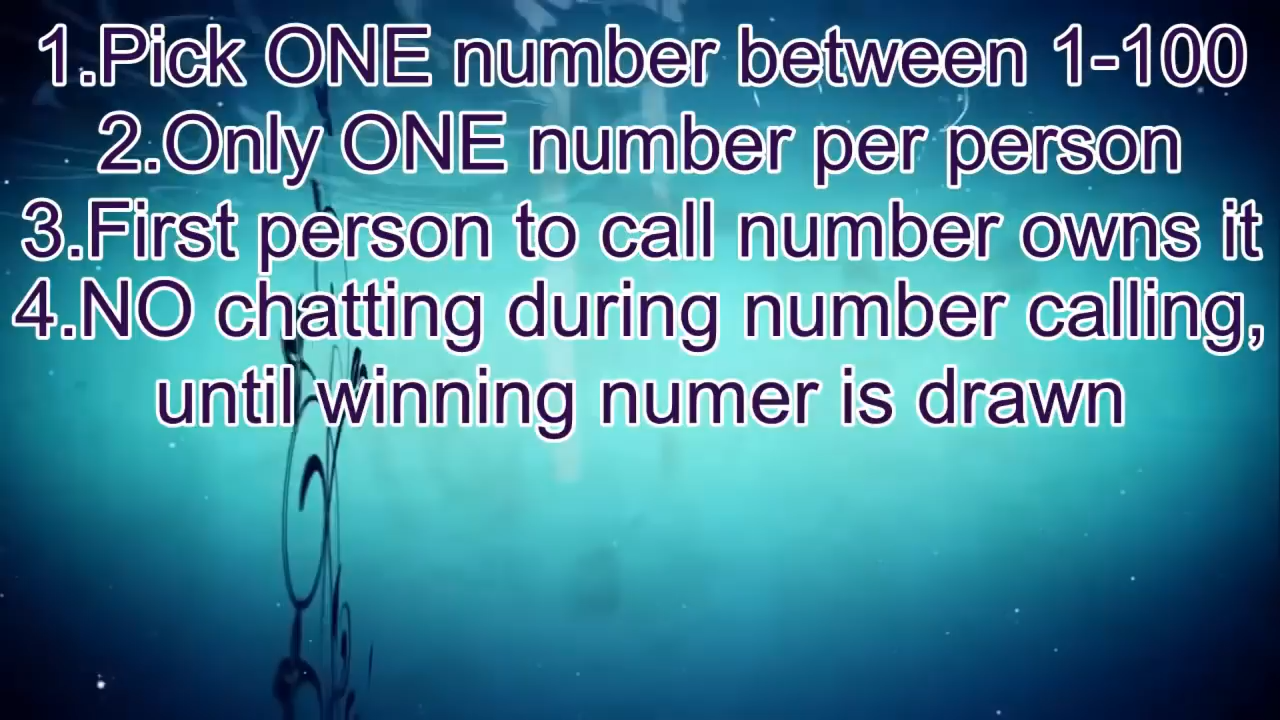 1.Pick ONE number between 1-100
2.Only ONE number per person
3.First person to call number owns it
4.NO chatting during number calling,
until winning numer is drawn